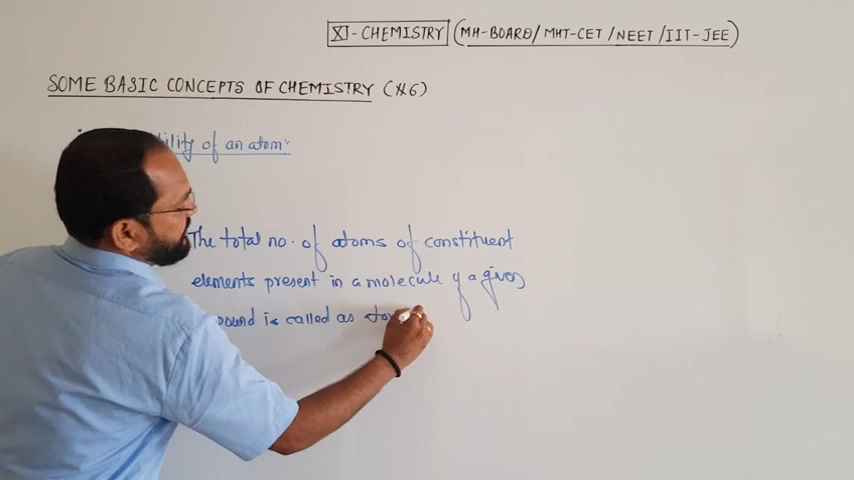 XI-CHEMISTRY (MH-BOARD/MHT-CET/NEET/IIT-JEE)
SOME BASIC CONCEPTS OF CHEMISTRY (#6)
of an atom:
The total no. of atoms of constituent
elements present in a molecule of a given
is called as